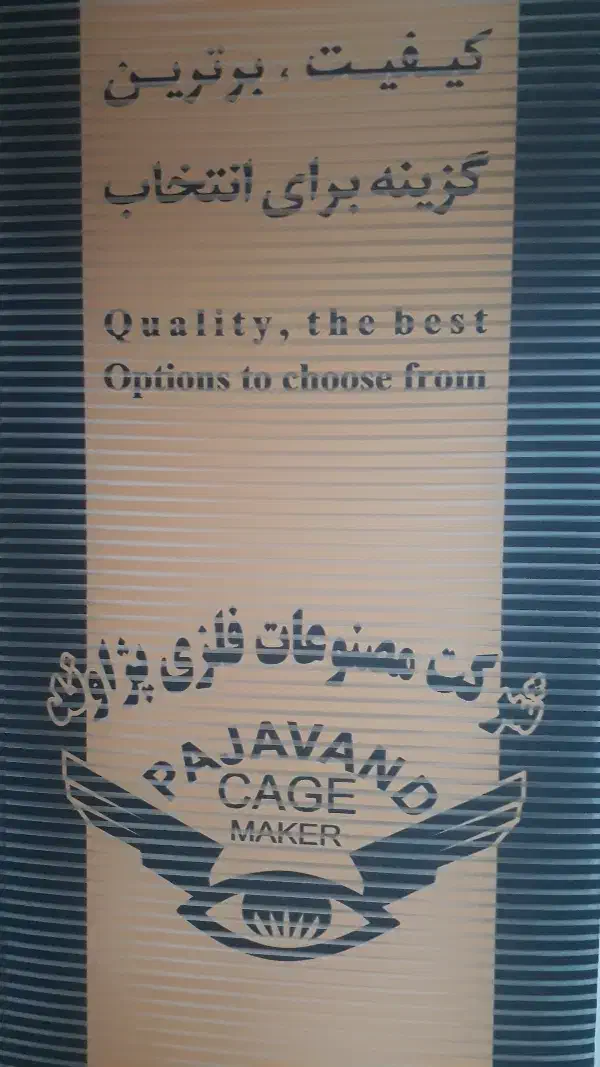 کیفیت ، برترین
گزینه برای انتخاب
Quality, the best
Options to choose from
شرکت مصنوعات فلزی پژاوند
PAJAVAND
CAGE
MAKER